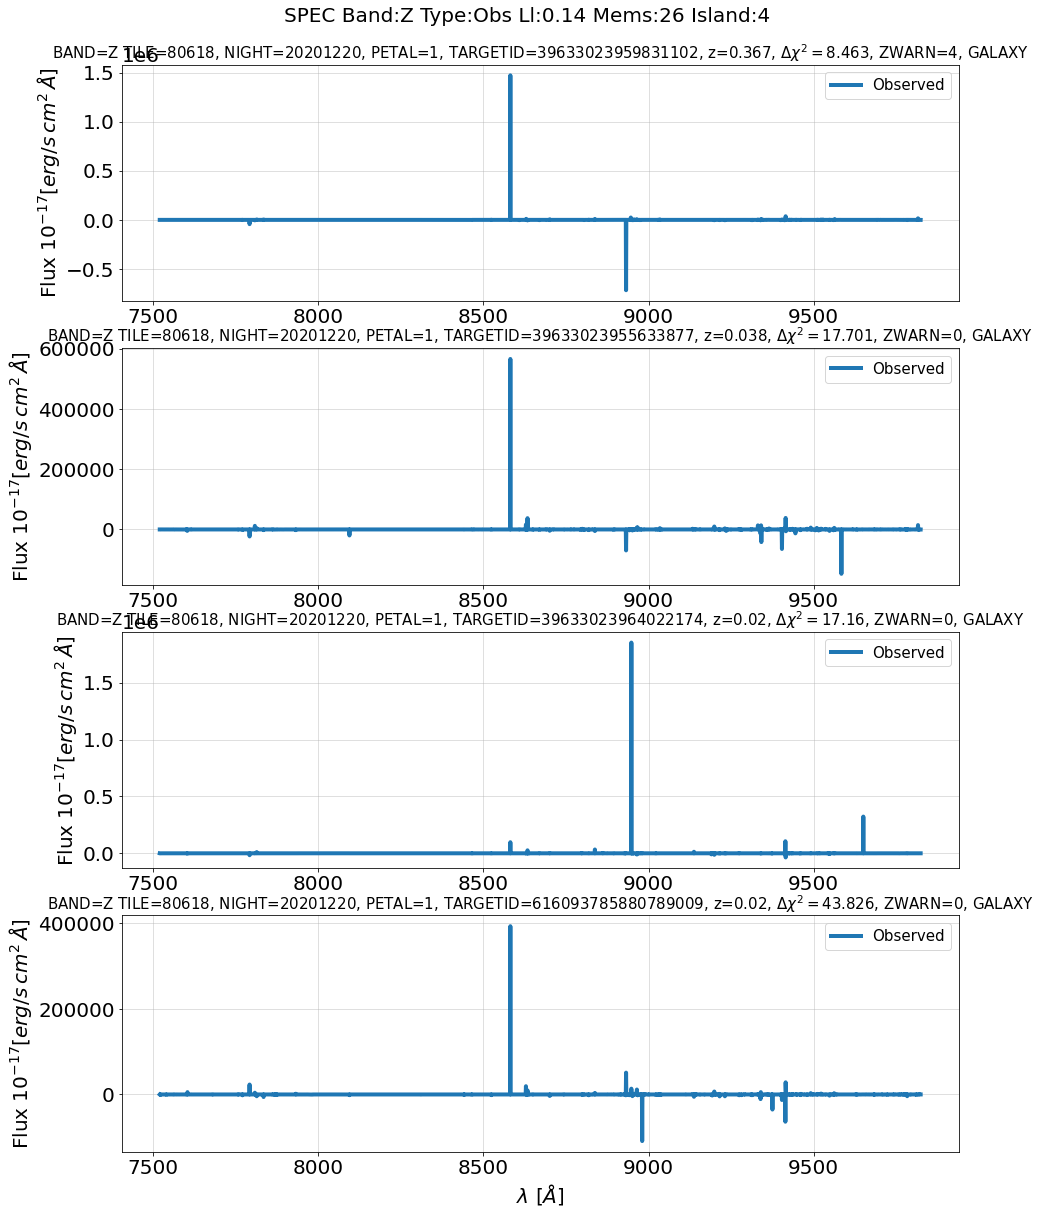 SPEC Band:Z Type:Obs Ll:0.14 Mems:26 Island:4
BAND=Z TILE=80618, NIGHT=20201220, PETAL=1, TARGETID=39633023959831102, z=0.367, Δχ² = 8.463, ZWARN=4, GALAXY
1e6
Flux 10⁻¹⁷[erg/s cm² Å]
1.5
1.0
0.5
0.0
−0.5
Observed
7500 8000 8500 9000 9500
BAND=Z TILE=80618, NIGHT=20201220, PETAL=1, TARGETID=39633023955633877, z=0.038, Δχ² = 17.701, ZWARN=0, GALAXY
Flux 10⁻¹⁷[erg/s cm² Å]
600000
400000
200000
0
Observed
7500 8000 8500 9000 9500
BAND=Z TILE=80618, NIGHT=20201220, PETAL=1, TARGETID=39633023964022174, z=0.02, Δχ² = 17.16, ZWARN=0, GALAXY
1e6
Flux 10⁻¹⁷[erg/s cm² Å]
1.5
1.0
0.5
0.0
Observed
7500 8000 8500 9000 9500
BAND=Z TILE=80618, NIGHT=20201220, PETAL=1, TARGETID=616093785880789009, z=0.02, Δχ² = 43.826, ZWARN=0, GALAXY
Flux 10⁻¹⁷[erg/s cm² Å]
400000
200000
0
Observed
7500 8000 8500 9000 9500
λ [Å]